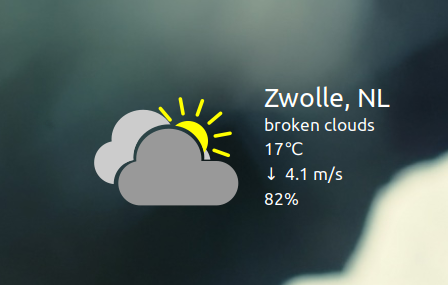 Zwolle, NL
broken clouds
17℃
↓ 4.1 m/s
82%